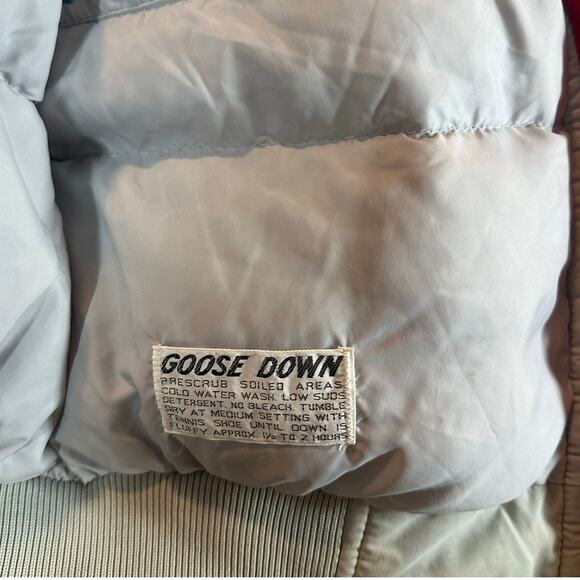 GOOSE DOWN
PRESCRUB SOILED AREAS
COLD WATER WASH. LOW SUDS
DETERGENT. NO BLEACH. TUMBLE
DRY AT MEDIUM SETTING WITH
TENNIS SHOE UNTIL DOWN IS
FLUFFY APPROX. 1½ TO 2 HOURS